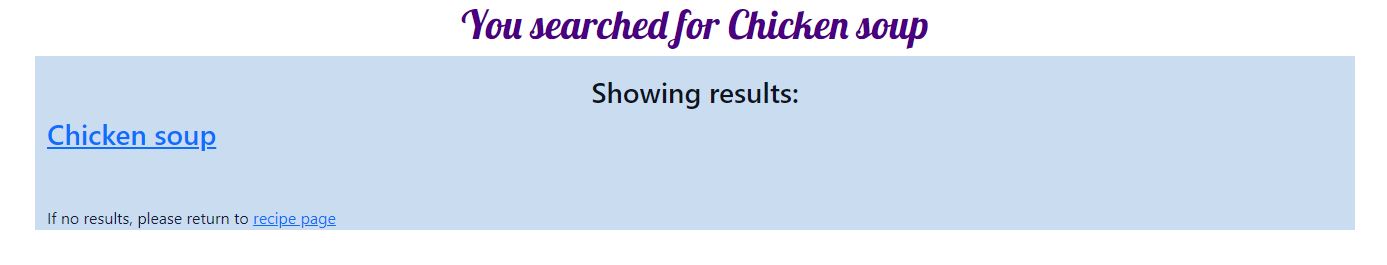 You searched for Chicken soup
Showing results:
Chicken soup
If no results, please return to recipe page